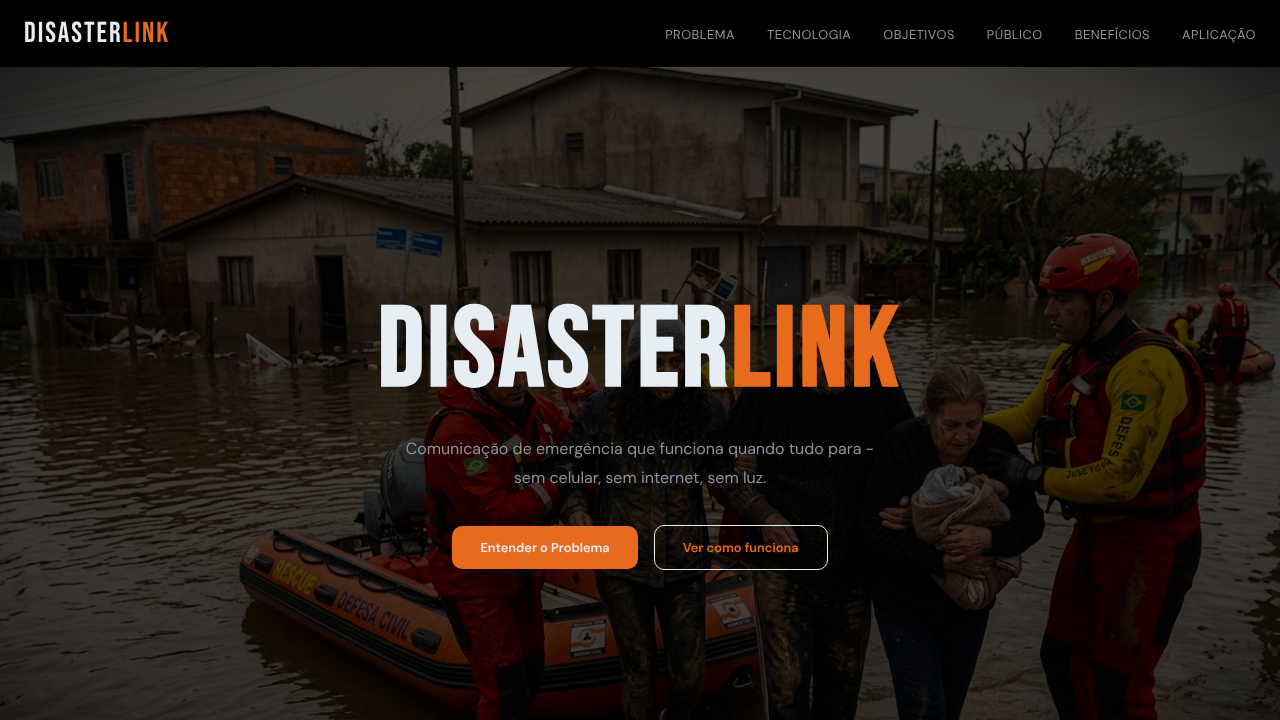 DISASTERLINK
PROBLEMA TECNOLOGIA OBJETIVOS PÚBLICO BENEFÍCIOS APLICAÇÃO
DISASTERLINK
Comunicação de emergência que funciona quando tudo para -
sem celular, sem internet, sem luz.
Entender o Problema Ver como funciona
RESCUE DEFESA CIVIL